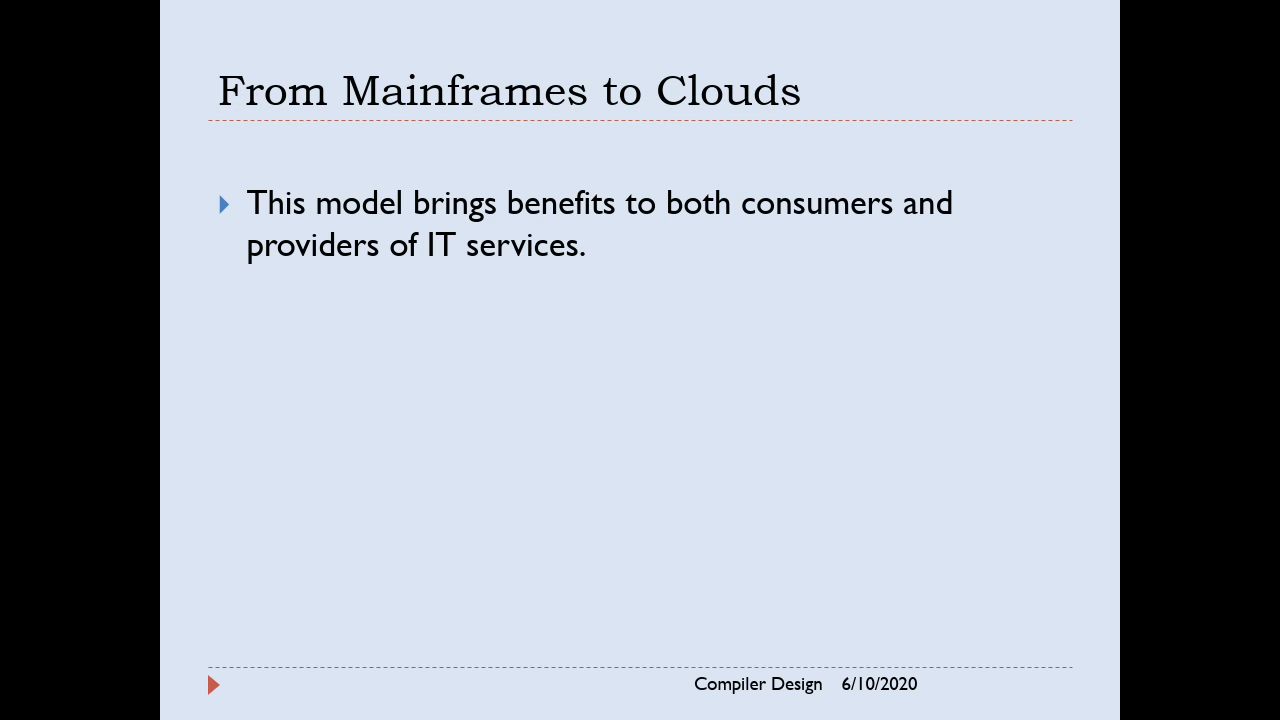 From Mainframes to Clouds
This model brings benefits to both consumers and
providers of IT services.
Compiler Design 6/10/2020